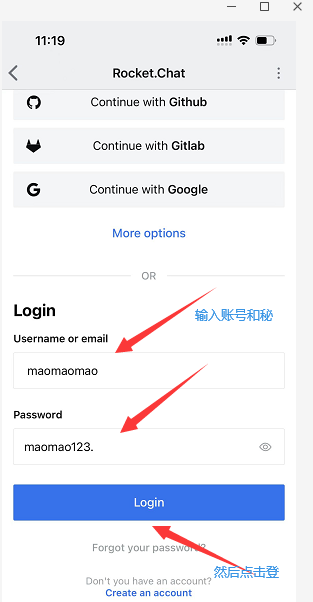 11:19
Rocket.Chat
Continue with Github
Continue with Gitlab
Continue with Google
More options
OR
Login
输入账号和秘
Username or email
maomaomao
Password
maomao123.
Login
Forgot your password?
然后点击登
Don't you have an account?
Create an account